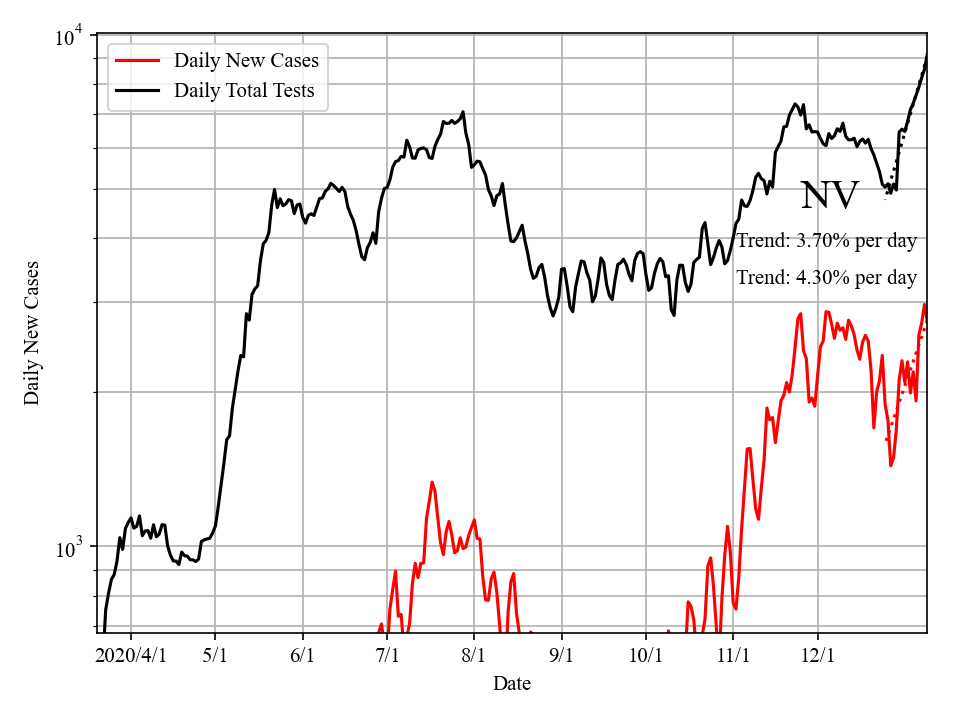 10^4
Daily New Cases
Daily Total Tests
NV
Trend: 3.70% per day
Trend: 4.30% per day
Daily New Cases
10^3
2020/4/1 5/1 6/1 7/1 8/1 9/1 10/1 11/1 12/1
Date